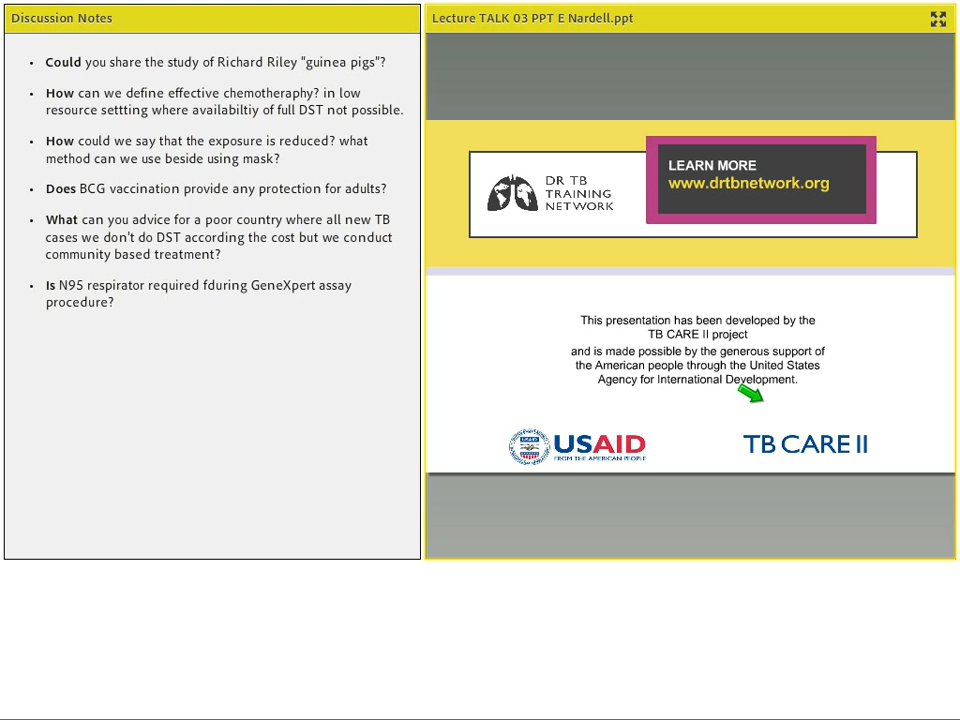 Discussion Notes
• Could you share the study of Richard Riley “guinea pigs”?
• How can we define effective chemotheraphy? in low
resource settting where availabiltiy of full DST not possible.
• How could we say that the exposure is reduced? what
method can we use beside using mask?
• Does BCG vaccination provide any protection for adults?
• What can you advice for a poor country where all new TB
cases we don't do DST according the cost but we conduct
community based treatment?
• Is N95 respirator required fduring GeneXpert assay
procedure?
Lecture TALK 03 PPT E Nardell.ppt
DR TB
TRAINING
NETWORK
LEARN MORE
www.drtbnetwork.org
This presentation has been developed by the
TB CARE II project
and is made possible by the generous support of
the American people through the United States
Agency for International Development.
USAID
FROM THE AMERICAN PEOPLE
TB CARE II